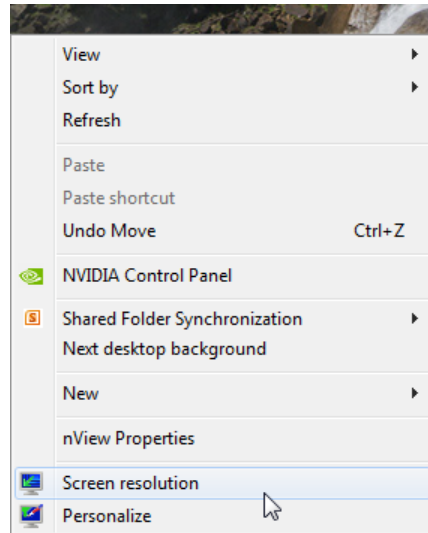 View
Sort by
Refresh
Paste
Paste shortcut
Undo Move Ctrl+Z
NVIDIA Control Panel
S Shared Folder Synchronization
Next desktop background
New
nView Properties
Screen resolution
Personalize